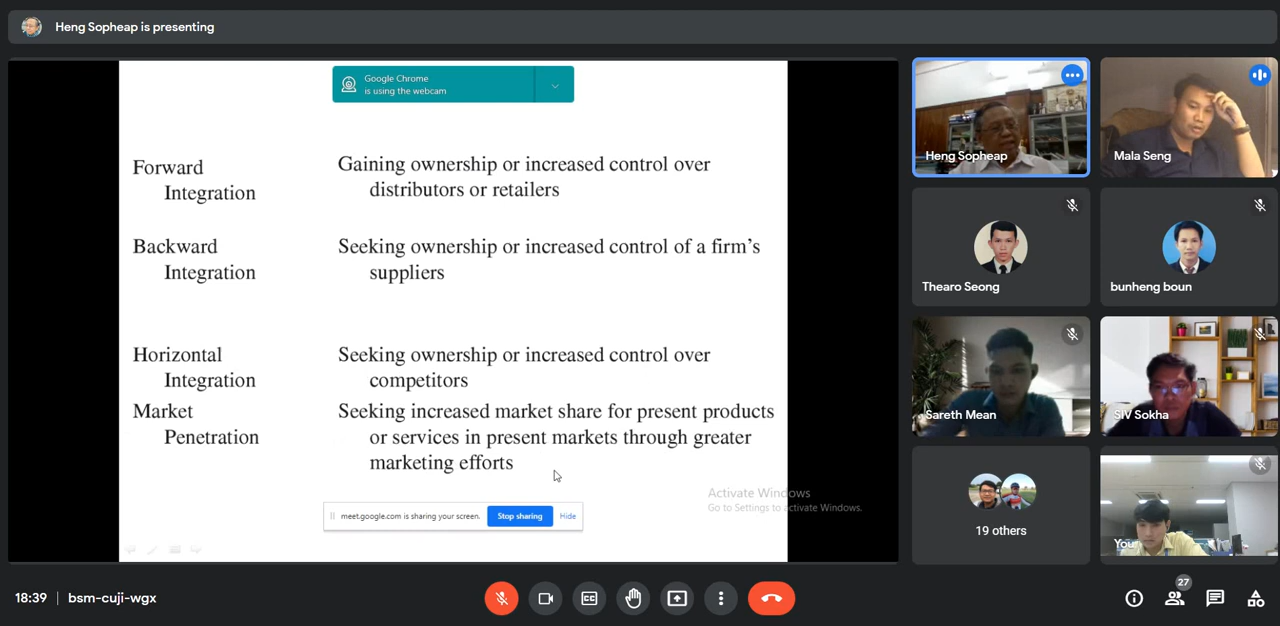 Heng Sopheap is presenting
Google Chrome
is using the webcam
Forward
Integration
Gaining ownership or increased control over
distributors or retailers
Backward
Integration
Seeking ownership or increased control of a firm's
suppliers
Horizontal
Integration
Seeking ownership or increased control over
competitors
Market
Penetration
Seeking increased market share for present products
or services in present markets through greater
marketing efforts
Activate Windows
Go to Settings to activate Windows.
meet.google.com is sharing your screen.
Stop sharing
Hide
Heng Sopheap
Mala Seng
Thearo Seong
bunheng boun
Sareth Mean
SIV Sokha
19 others
You
18:39 | bsm-cuji-wgx
CC
27